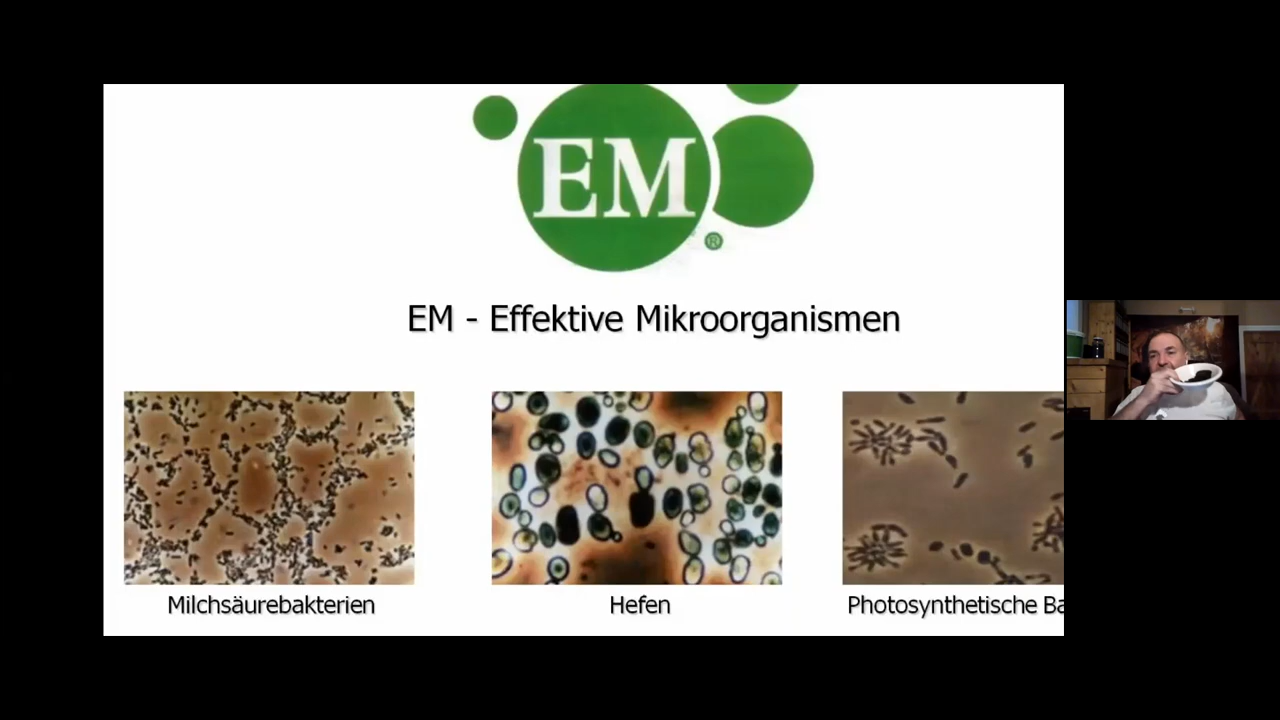 EM
®
EM - Effektive Mikroorganismen
Milchsäurebakterien
Hefen
Photosynthetische Ba